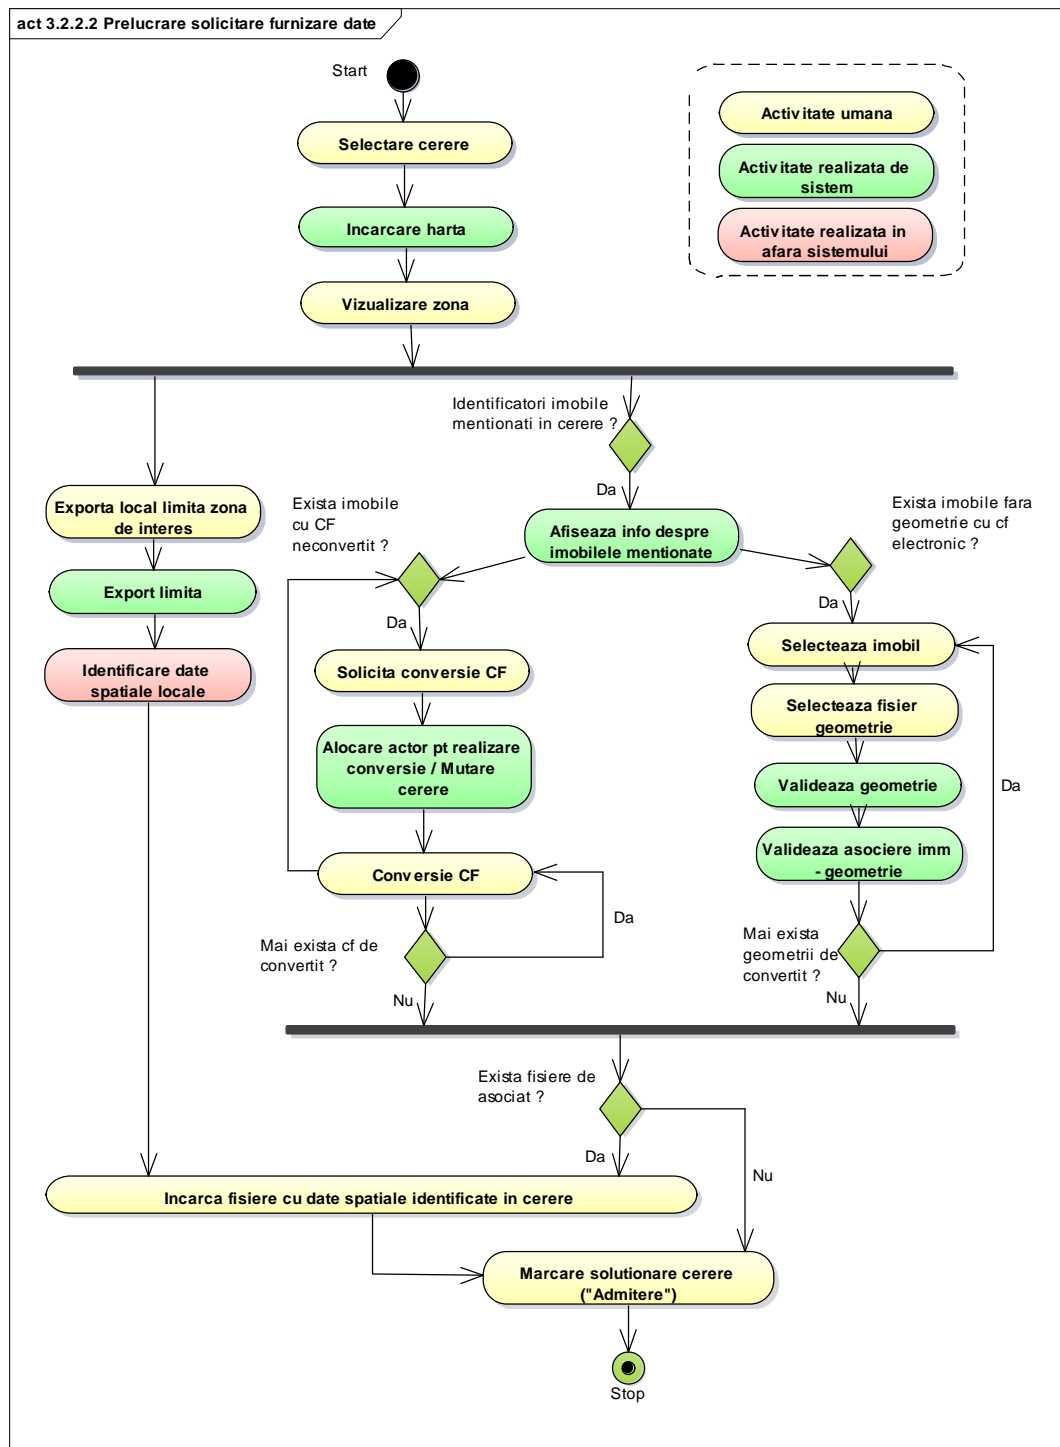 act 3.2.2.2 Prelucrare solicitare furnizare date
Start
Activitate umana
Selectare cerere
Activitate realizata de
sistem
Incarcare harta
Activitate realizata in
afara sistemului
Vizualizare zona
Identificatori imobile
mentionati in cerere ?
Da
Exporta local limita zona
de interes
Exista imobile
cu CF
neconvertit ?
Afiseaza info despre
imobilele mentionate
Exista imobile fara
geometrie cu cf
electronic ?
Export limita
Da
Da
Identificare date
spatiale locale
Solicita conversie CF
Selecteaza imobil
Selecteaza fisier
geometrie
Alocare actor pt realizare
conversie / Mutare
cerere
Valideaza geometrie
Da
Valideaza asociere imm
- geometrie
Conversie CF
Da
Mai exista cf de
convertit ?
Mai exista
geometrii de
convertit ?
Nu
Nu
Exista fisiere de
asociat ?
Da
Nu
Incarca fisiere cu date spatiale identificate in cerere
Marcare solutionare cerere
("Admitere")
Stop